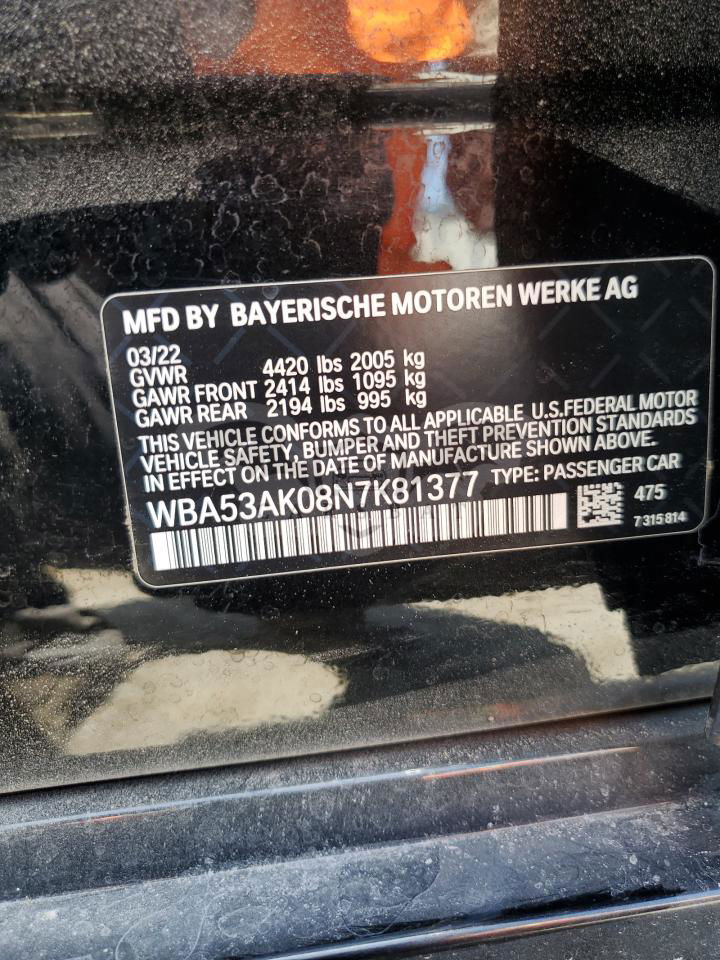 MFD BY BAYERISCHE MOTOREN WERKE AG
03/22
GVWR 4420 lbs 2005 kg
GAWR FRONT 2414 lbs 1095 kg
GAWR REAR 2194 lbs 995 kg
THIS VEHICLE CONFORMS TO ALL APPLICABLE U.S.FEDERAL MOTOR
VEHICLE SAFETY, BUMPER AND THEFT PREVENTION STANDARDS
IN EFFECT ON THE DATE OF MANUFACTURE SHOWN ABOVE.
WBA53AK08N7K81377 TYPE: PASSENGER CAR
475
7 315 814